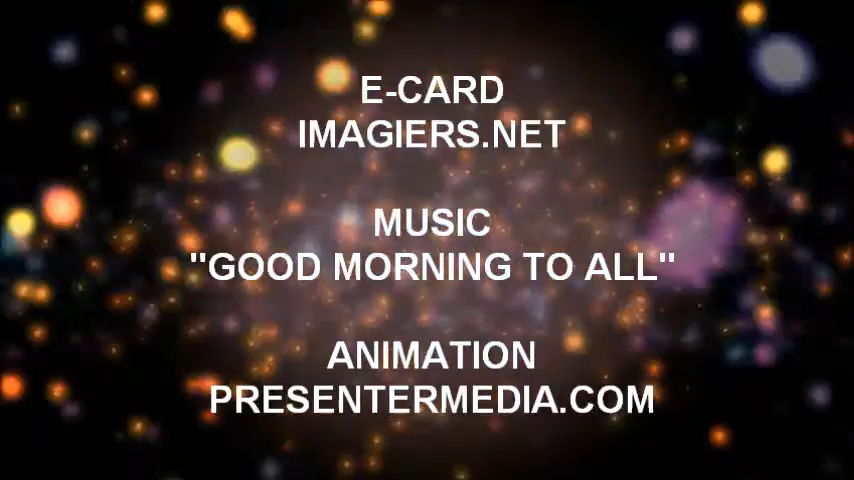 E-CARD
IMAGIERS.NET
MUSIC
"GOOD MORNING TO ALL"
ANIMATION
PRESENTERMEDIA.COM